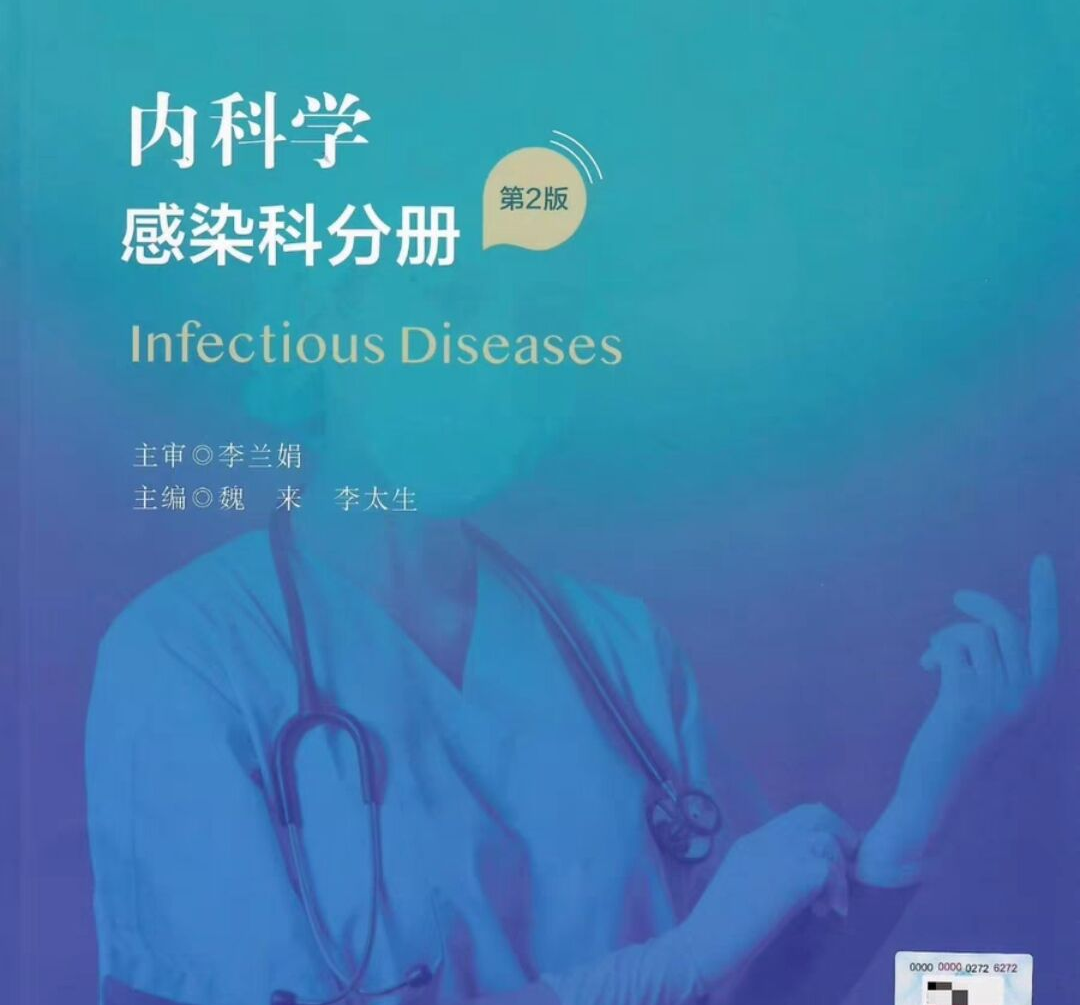 内科学
感染科分册
第2版
Infectious Diseases
主审◎李兰娟
主编◎魏 来 李太生
0000 0000 0272 6272